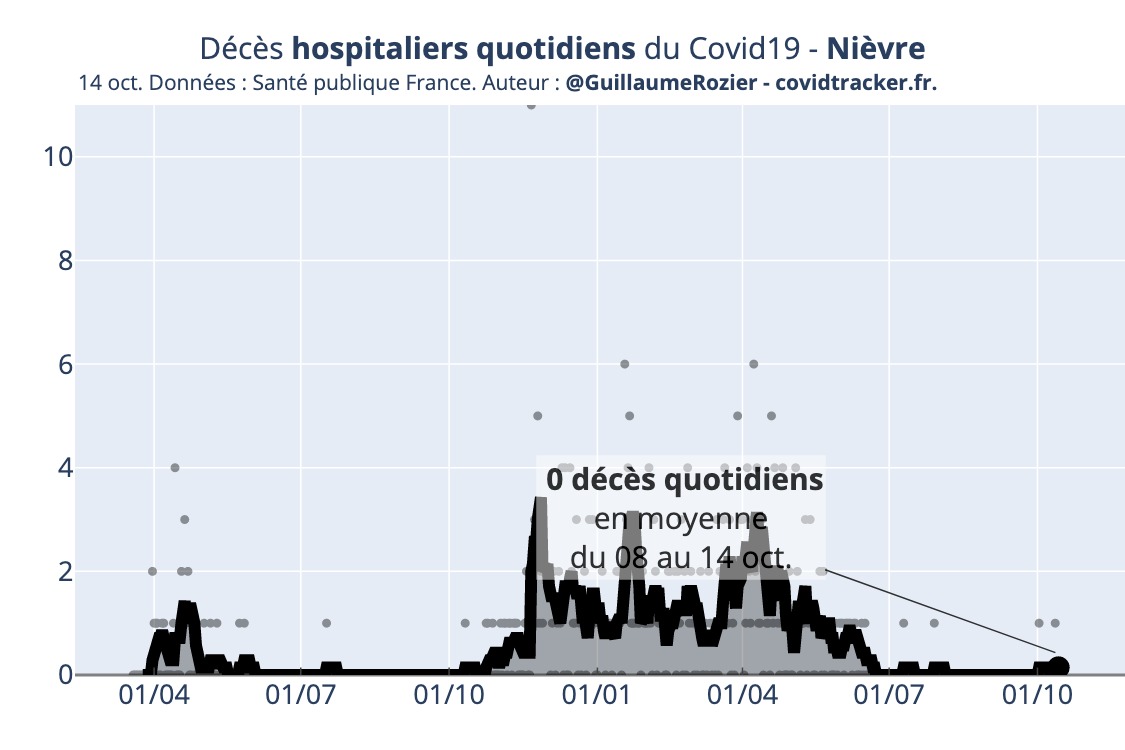 Décès hospitaliers quotidiens du Covid19 - Nièvre
14 oct. Données : Santé publique France. Auteur : @GuillaumeRozier - covidtracker.fr.
10
8
6
4
2
0
0 décès quotidiens
en moyenne
du 08 au 14 oct.
01/04 01/07 01/10 01/01 01/04 01/07 01/10